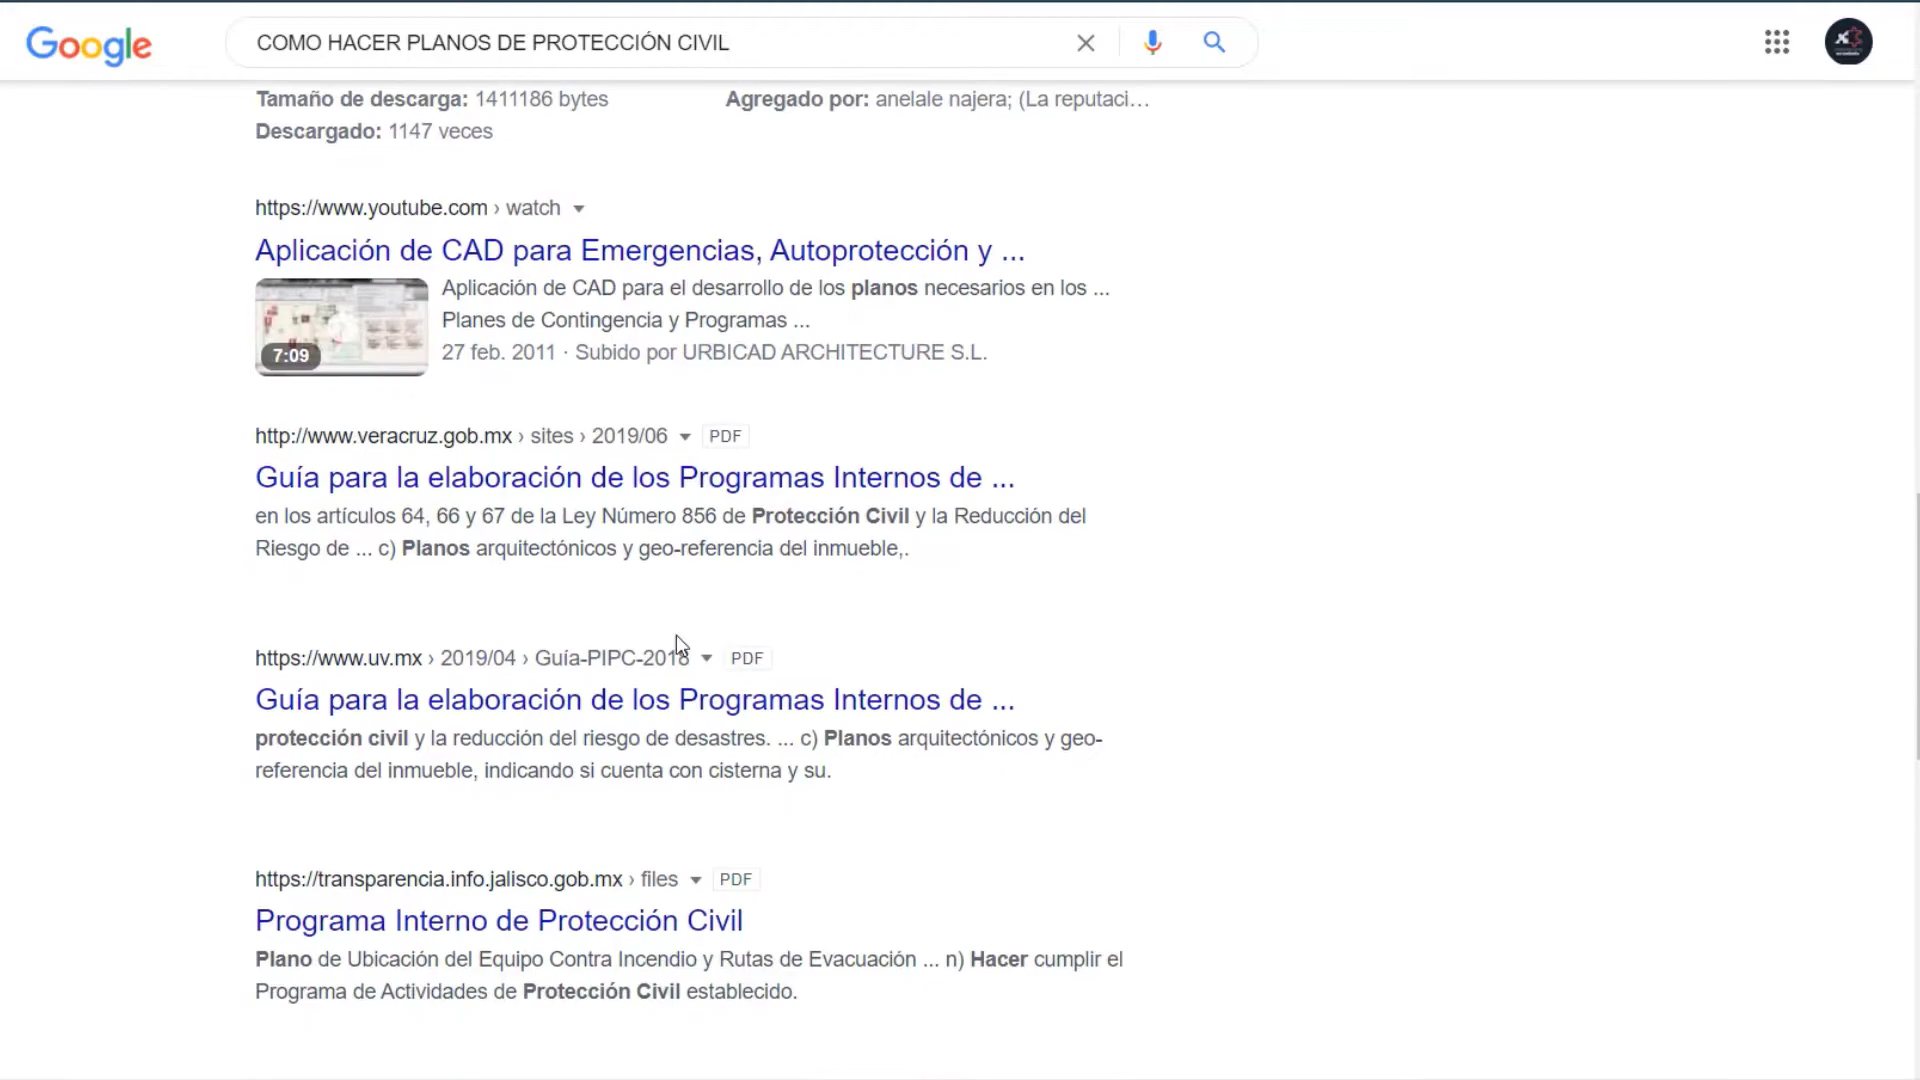 Google
COMO HACER PLANOS DE PROTECCIÓN CIVIL
Tamaño de descarga: 1411186 bytes
Agregado por: anelale najera; (La reputaci...
Descargado: 1147 veces
https://www.youtube.com › watch
Aplicación de CAD para Emergencias, Autoprotección y ...
7:09
Aplicación de CAD para el desarrollo de los planos necesarios en los ...
Planes de Contingencia y Programas ...
27 feb. 2011 · Subido por URBICAD ARCHITECTURE S.L.
http://www.veracruz.gob.mx › sites › 2019/06 PDF
Guía para la elaboración de los Programas Internos de ...
en los artículos 64, 66 y 67 de la Ley Número 856 de Protección Civil y la Reducción del
Riesgo de ... c) Planos arquitectónicos y geo-referencia del inmueble,.
https://www.uv.mx › 2019/04 › Guía-PIPC-2018 PDF
Guía para la elaboración de los Programas Internos de ...
protección civil y la reducción del riesgo de desastres. ... c) Planos arquitectónicos y geo-
referencia del inmueble, indicando si cuenta con cisterna y su.
https://transparencia.info.jalisco.gob.mx › files PDF
Programa Interno de Protección Civil
Plano de Ubicación del Equipo Contra Incendio y Rutas de Evacuación ... n) Hacer cumplir el
Programa de Actividades de Protección Civil establecido.